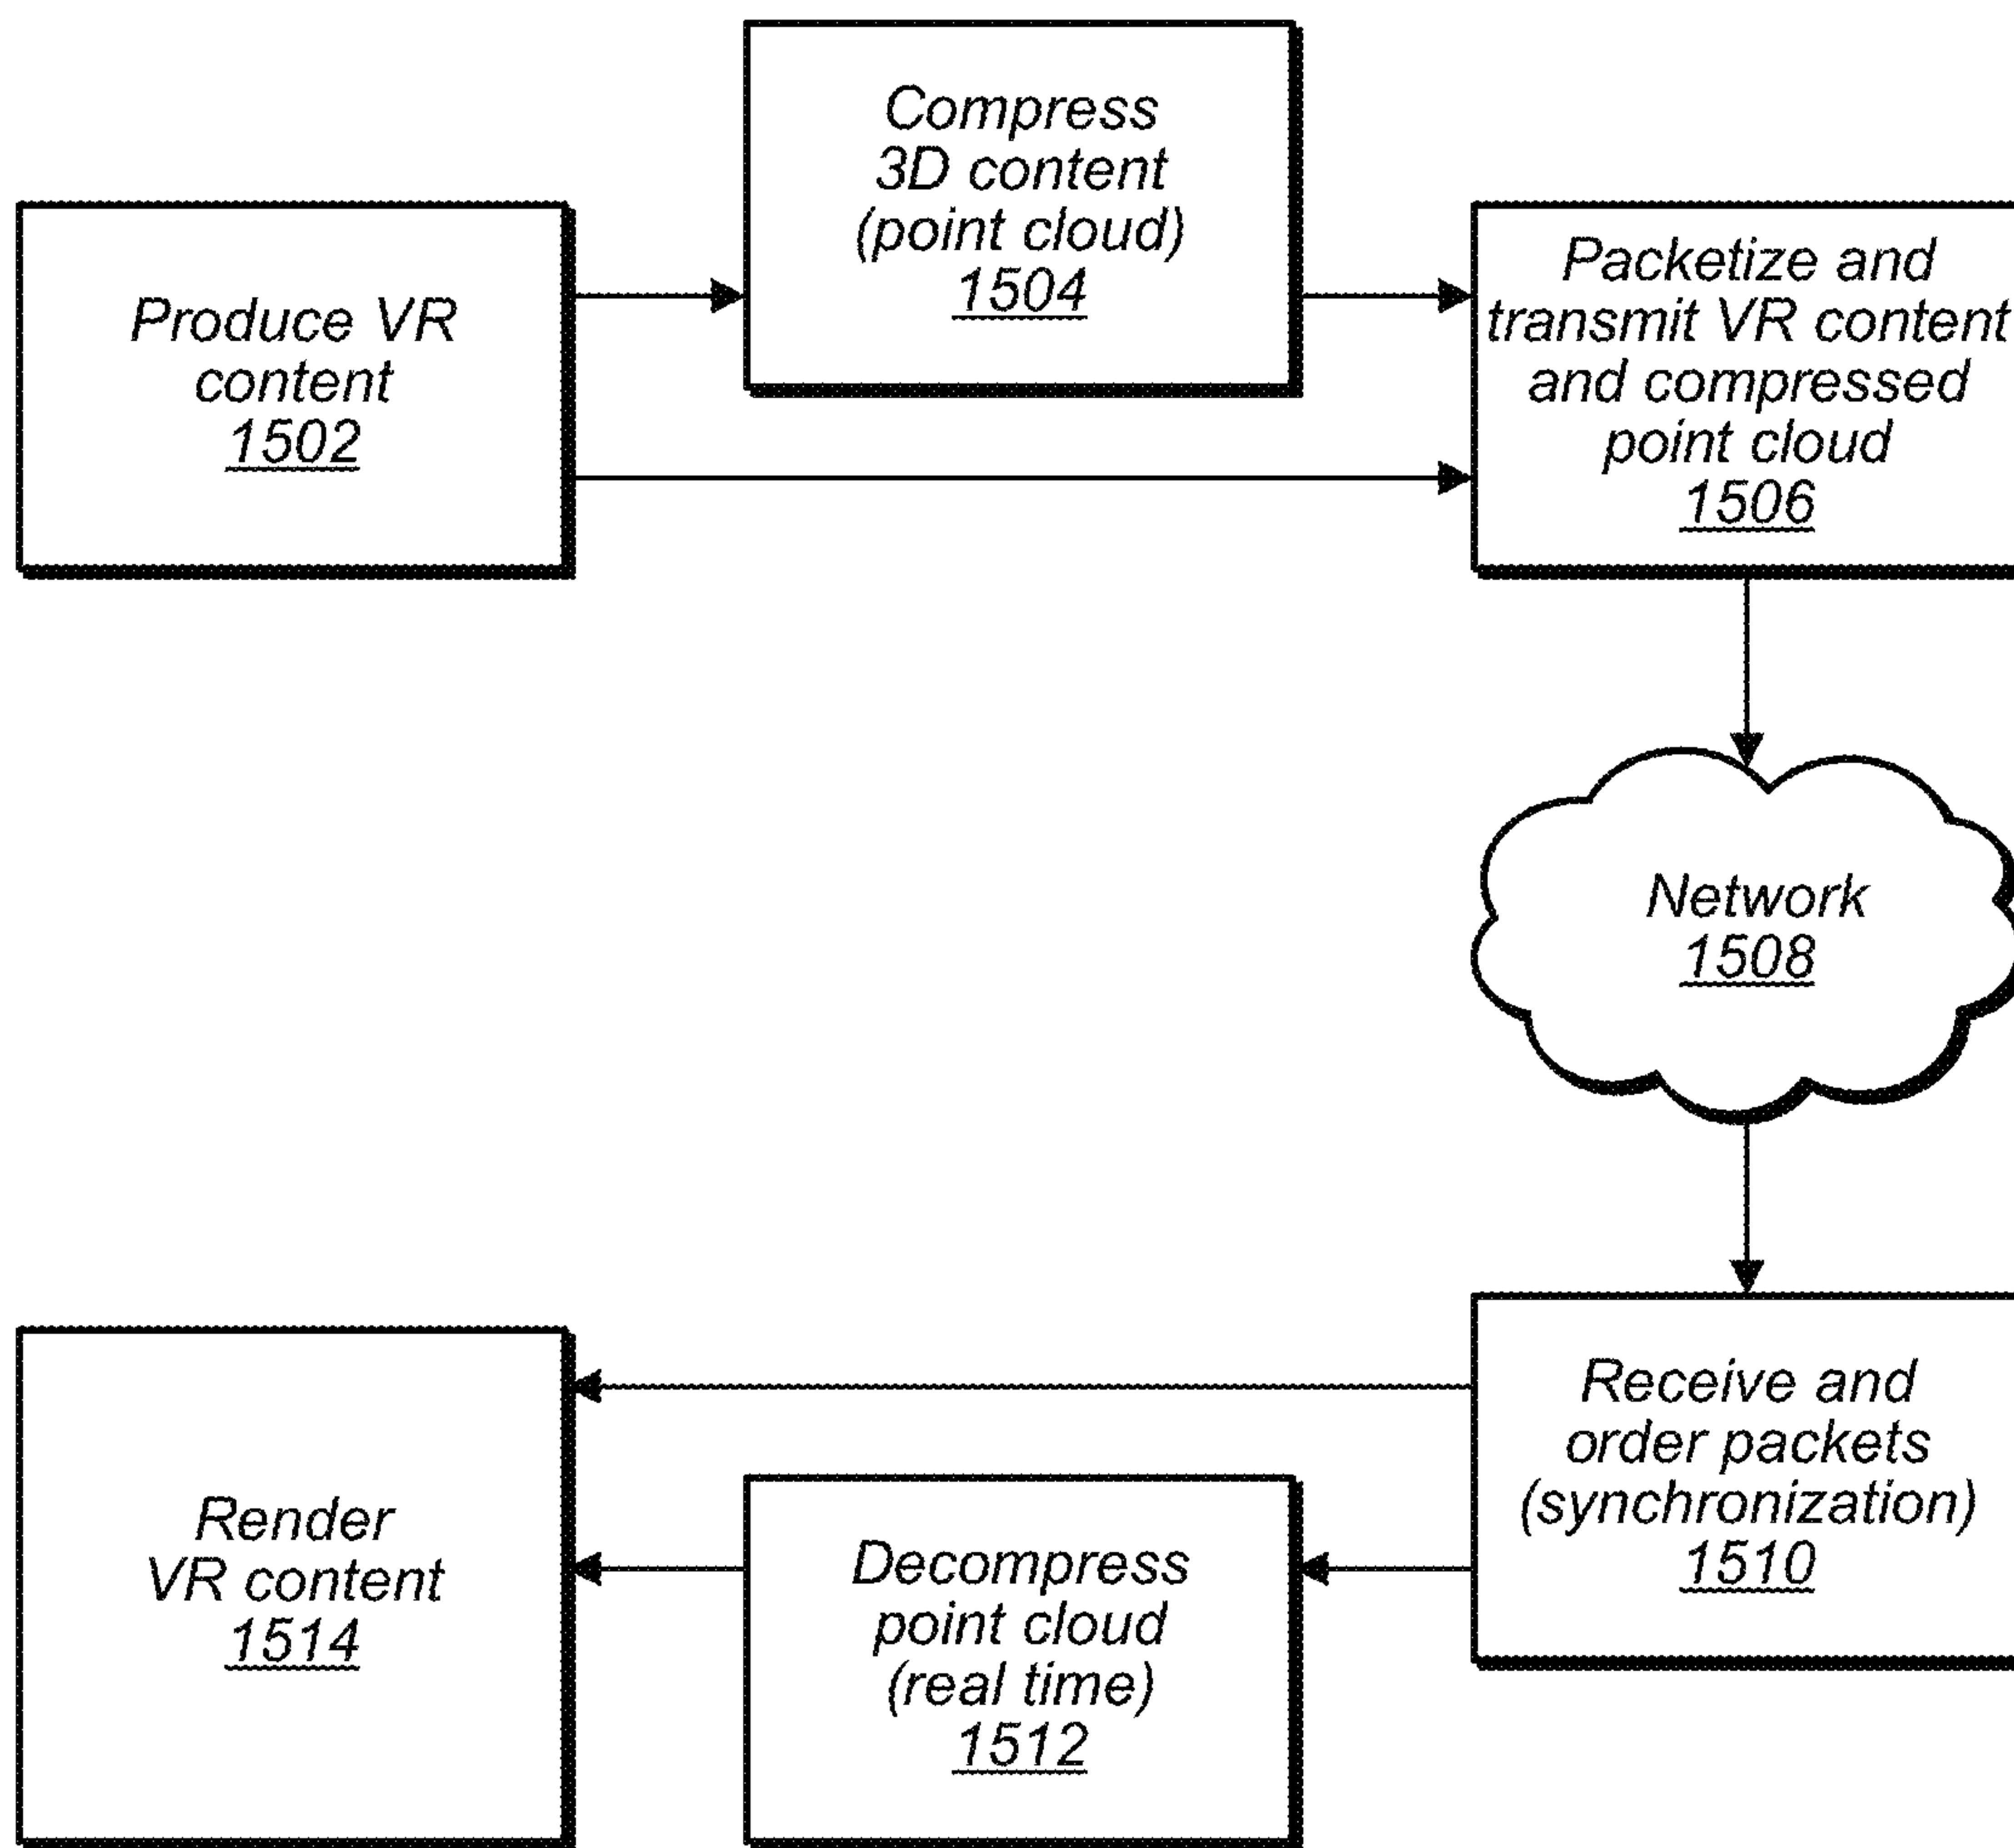 Produce VR
content
1502
Compress
3D content
(point cloud)
1504
Packetize and
transmit VR content
and compressed
point cloud
1506
Network
1508
Receive and
order packets
(synchronization)
1510
Decompress
point cloud
(real time)
1512
Render
VR content
1514